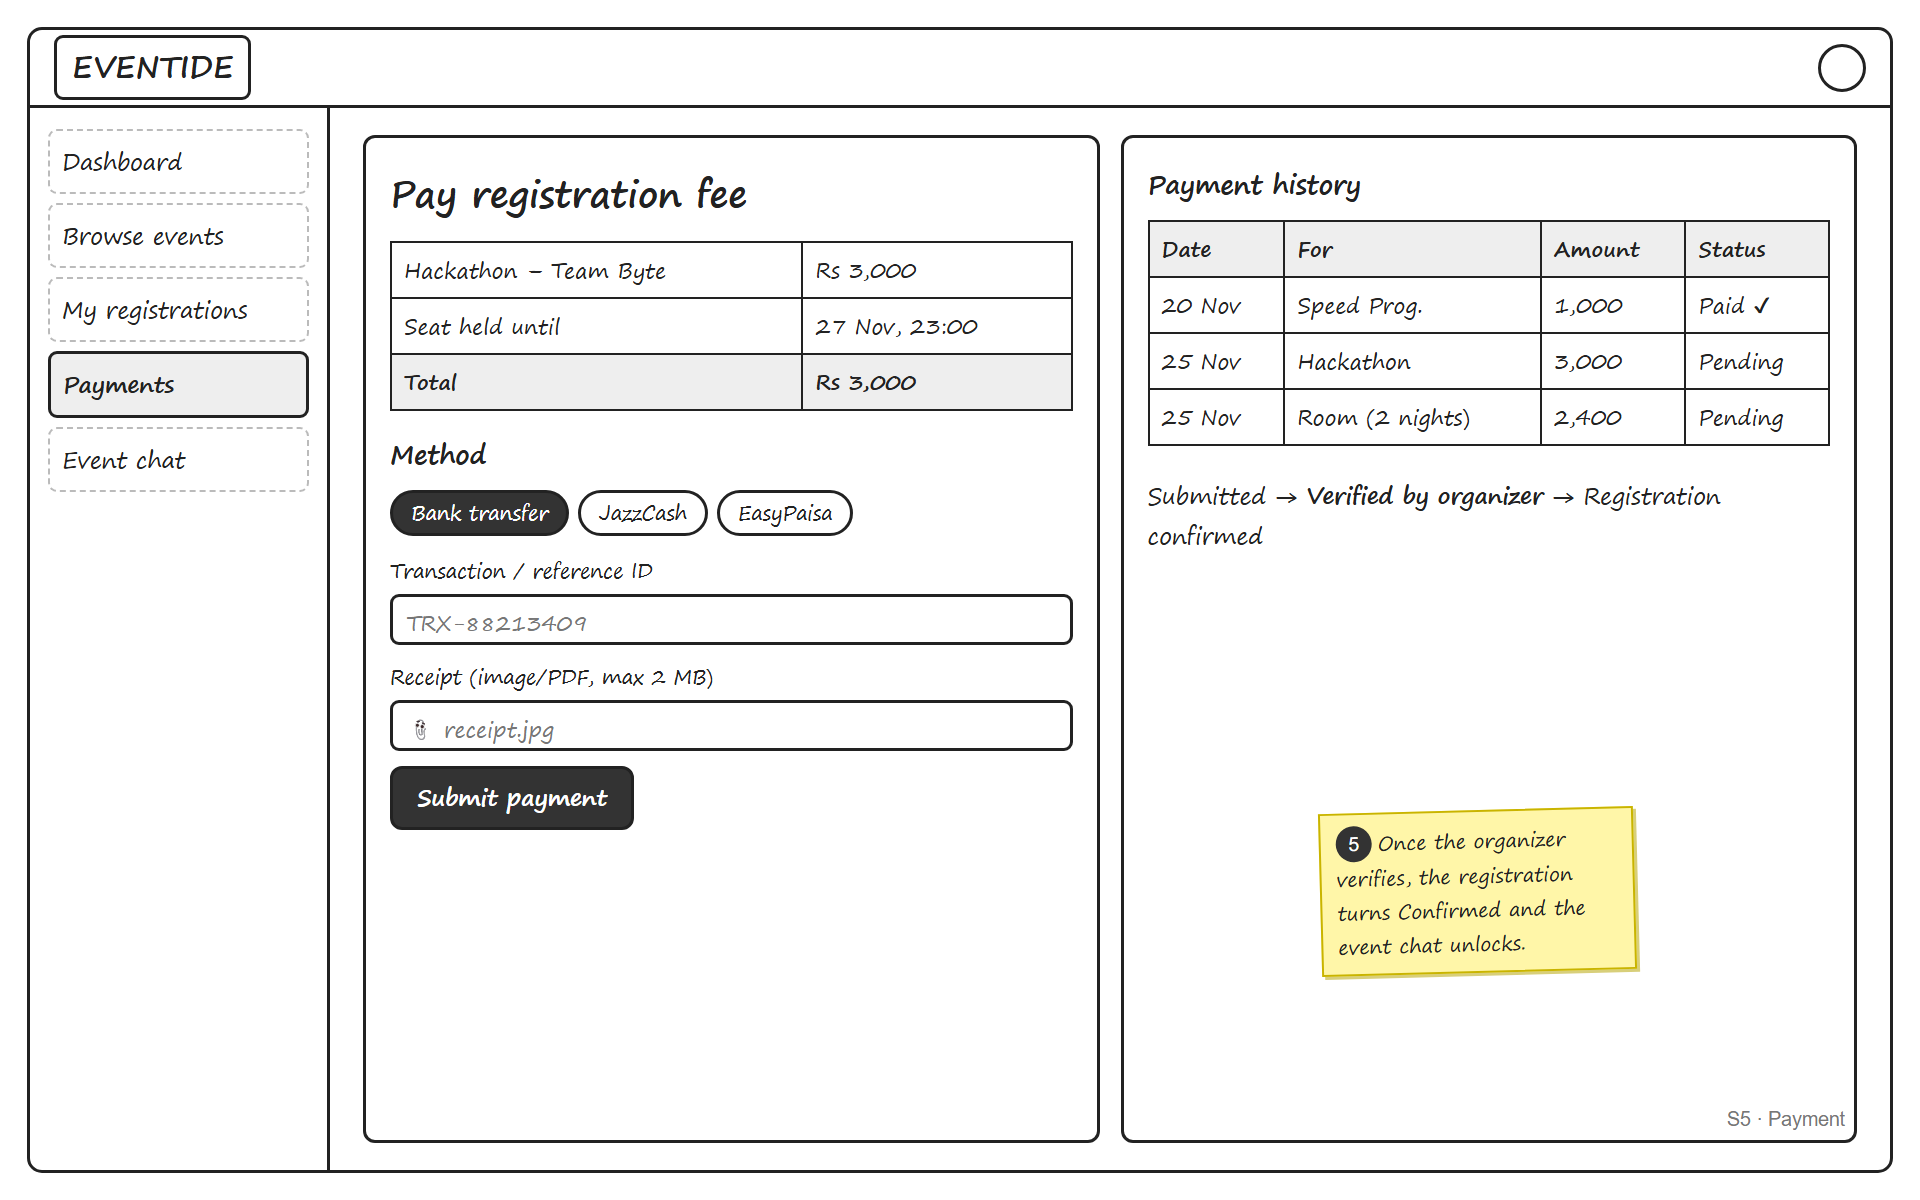 EVENTIDE
Dashboard
Browse events
My registrations
Payments
Event chat
Pay registration fee
Hackathon – Team Byte Rs 3,000
Seat held until 27 Nov, 23:00
Total Rs 3,000
Method
Bank transfer JazzCash EasyPaisa
Transaction / reference ID
TRX-88213409
Receipt (image/PDF, max 2 MB)
receipt.jpg
Submit payment
Payment history
Date For Amount Status
20 Nov Speed Prog. 1,000 Paid ✓
25 Nov Hackathon 3,000 Pending
25 Nov Room (2 nights) 2,400 Pending
Submitted → Verified by organizer → Registration
confirmed
5 Once the organizer
verifies, the registration
turns Confirmed and the
event chat unlocks.
S5 · Payment